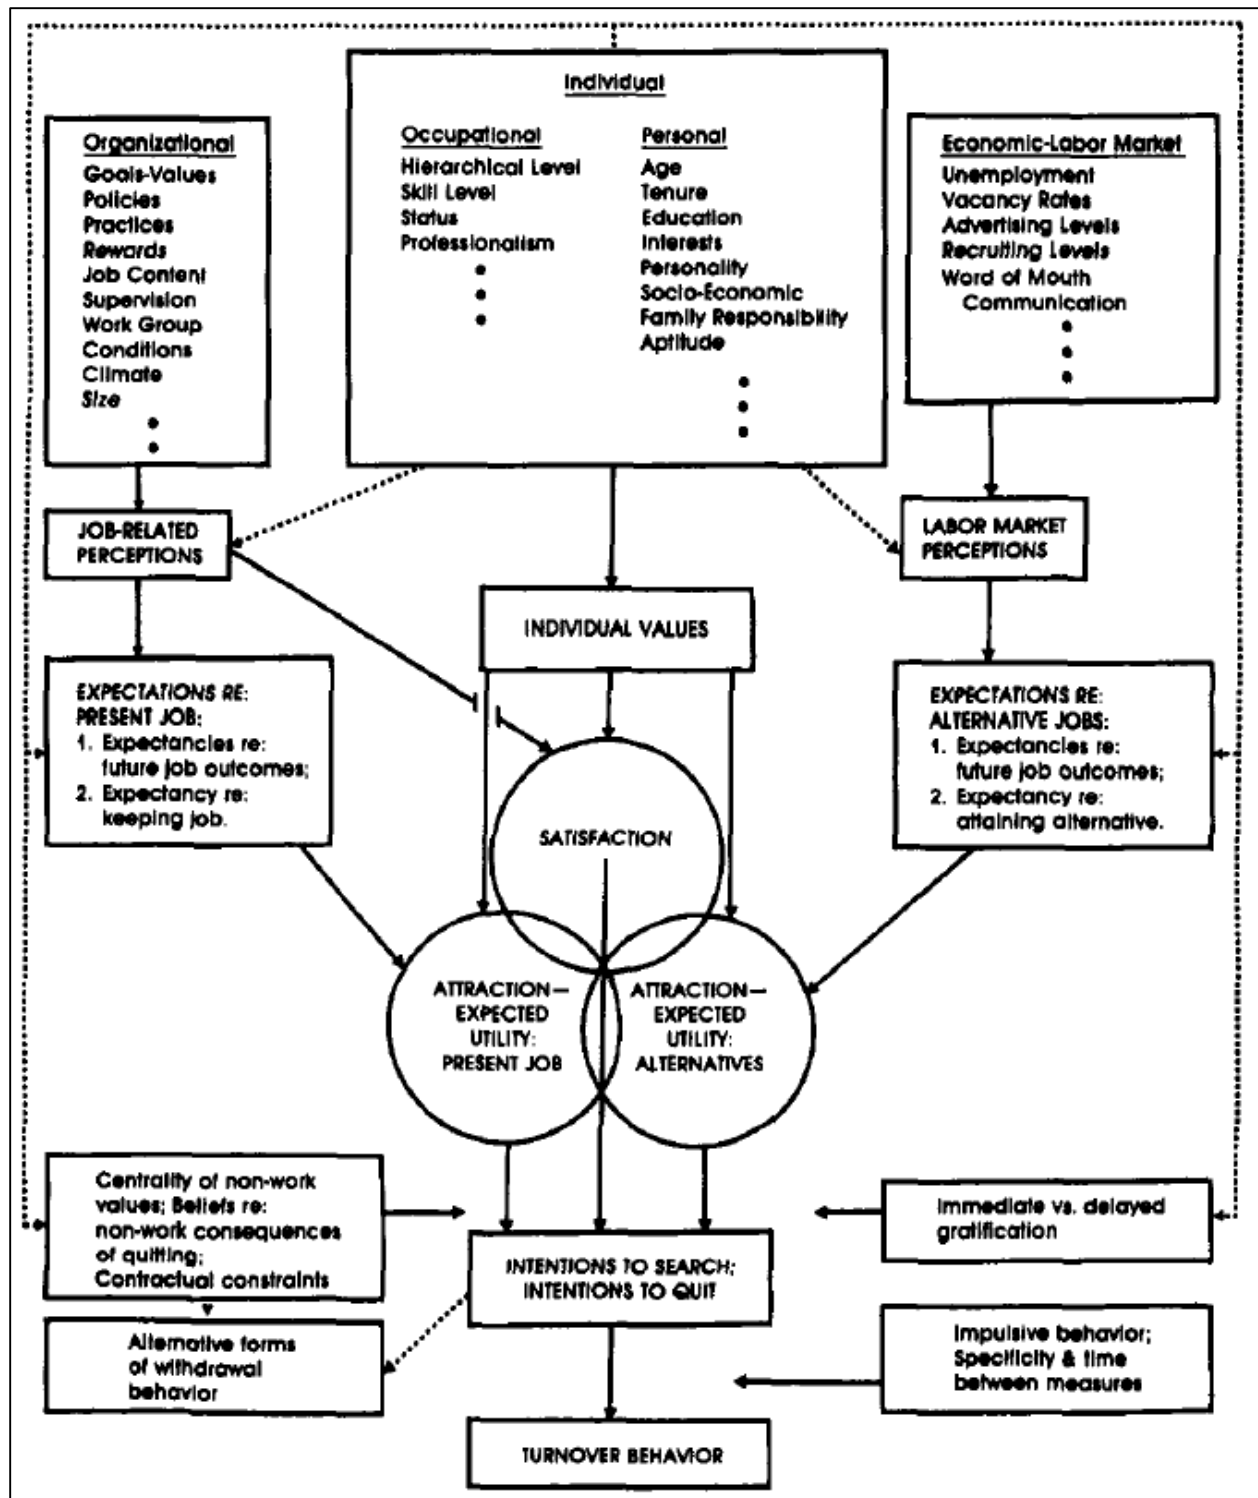 Individual
Organizational
Goals-Values
Policies
Practices
Rewards
Job Content
Supervision
Work Group
Conditions
Climate
Size
Occupational
Hierarchical Level
Skill Level
Status
Professionalism
Personal
Age
Tenure
Education
Interests
Personality
Socio-Economic
Family Responsibility
Aptitude
Economic-Labor Market
Unemployment
Vacancy Rates
Advertising Levels
Recruiting Levels
Word of Mouth
Communication
JOB-RELATED
PERCEPTIONS
LABOR MARKET
PERCEPTIONS
INDIVIDUAL VALUES
EXPECTATIONS RE:
PRESENT JOB:
1. Expectancies re:
future job outcomes;
2. Expectancy re:
keeping job.
EXPECTATIONS RE:
ALTERNATIVE JOBS:
1. Expectancies re:
future job outcomes;
2. Expectancy re:
attaining alternative.
SATISFACTION
ATTRACTION—
EXPECTED
UTILITY:
PRESENT JOB
ATTRACTION—
EXPECTED
UTILITY:
ALTERNATIVES
Centrality of non-work
values; Beliefs re:
non-work consequences
of quitting;
Contractual constraints
Immediate vs. delayed
gratification
INTENTIONS TO SEARCH;
INTENTIONS TO QUIT
Alternative forms
of withdrawal
behavior
Impulsive behavior;
Specificity & time
between measures
TURNOVER BEHAVIOR